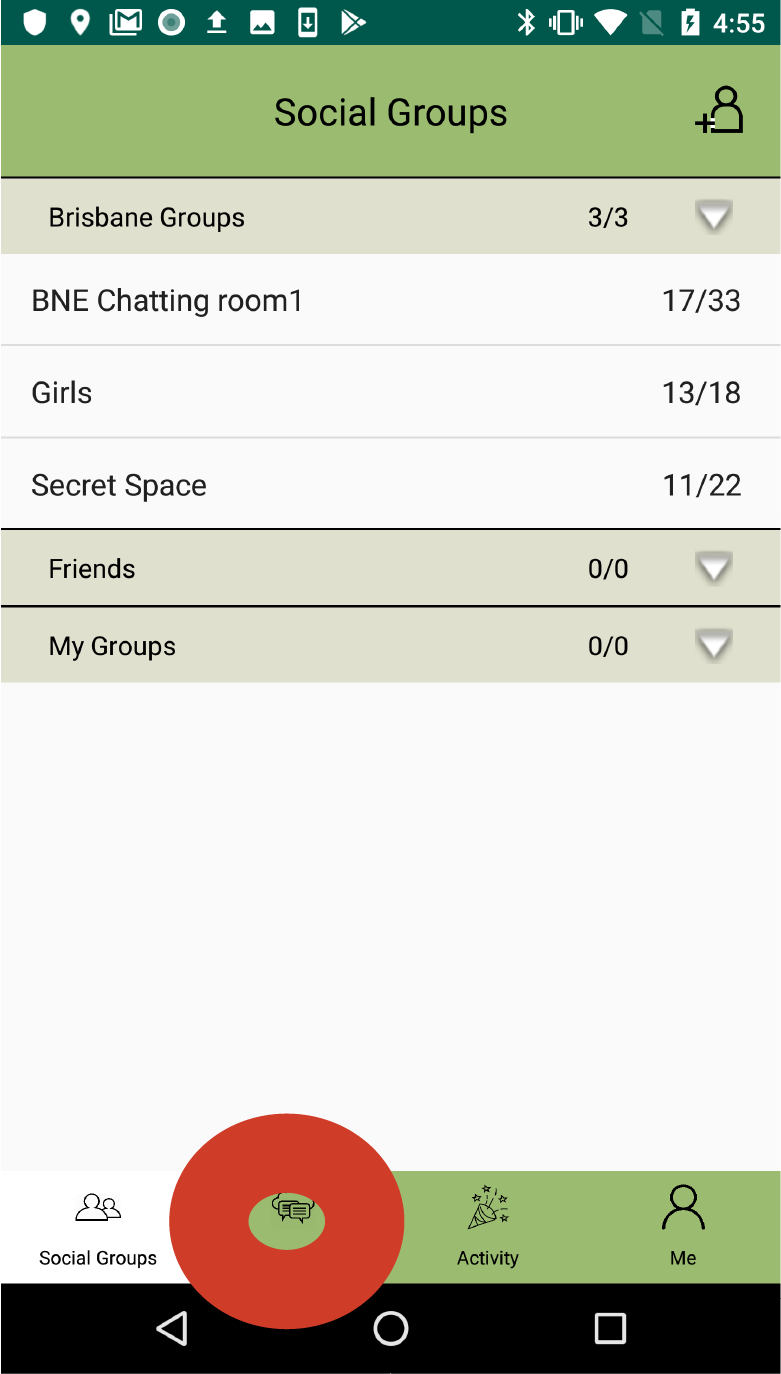 4:55
Social Groups
Brisbane Groups 3/3
BNE Chatting room1 17/33
Girls 13/18
Secret Space 11/22
Friends 0/0
My Groups 0/0
Social Groups Activity Me